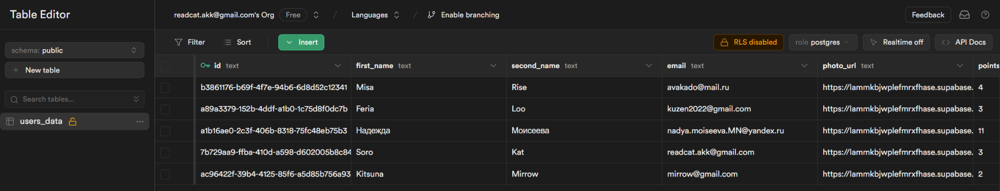 Table Editor
readcat.akk@gmail.com's Org Free / Languages / Enable branching
Feedback
schema: public
New table
Search tables...
users_data
Filter Sort Insert
RLS disabled role postgres Realtime off API Docs
id text first_name text second_name text email text photo_url text points
b3861176-b69f-4f7e-94b6-6d8d52c12341 Misa Rise avakado@mail.ru https://lammkbjwplefmrxfhase.supabase. 4
a89a3379-152b-4ddf-a1b0-1c75d8f0dc7b Feria Loo kuzen2022@gmail.com https://lammkbjwplefmrxfhase.supabase. 3
a1b16ae0-2c3f-406b-8318-75fc48eb75b3 Надежда Моисеева nadya.moiseeva.MN@yandex.ru https://lammkbjwplefmrxfhase.supabase. 11
7b729aa9-ffba-410d-a598-d602005b8c84 Soro Kat readcat.akk@gmail.com https://lammkbjwplefmrxfhase.supabase. 3
ac96422f-39b4-4125-85f6-a5d85b756a93 Kitsuna Mirrow mirrow@gmail.com https://lammkbjwplefmrxfhase.supabase. 2